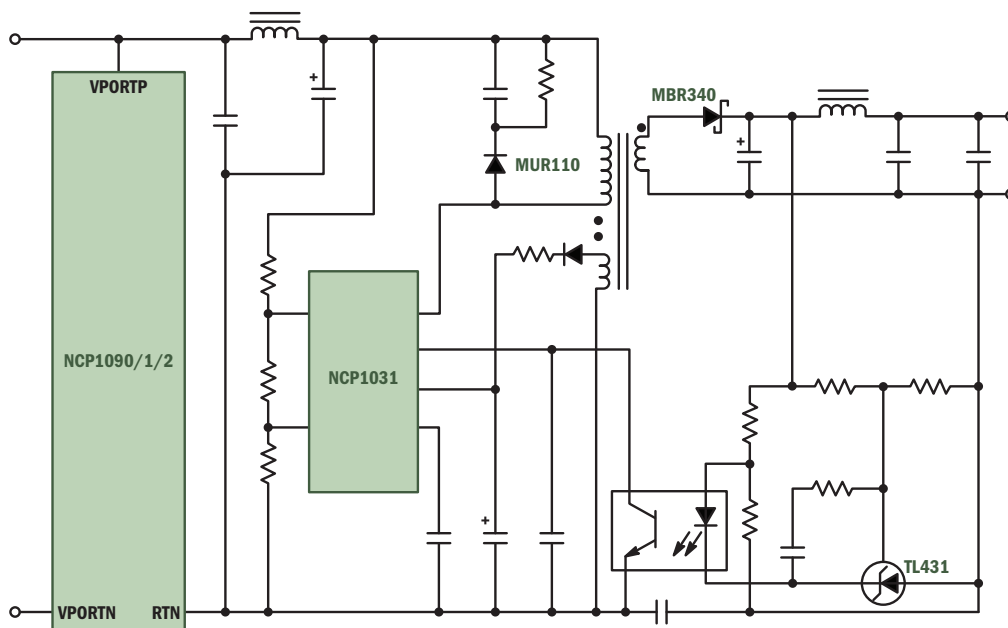 VPORTP
MBR340
MUR110
NCP1090/1/2
NCP1031
TL431
VPORTN
RTN
+
+
+
+